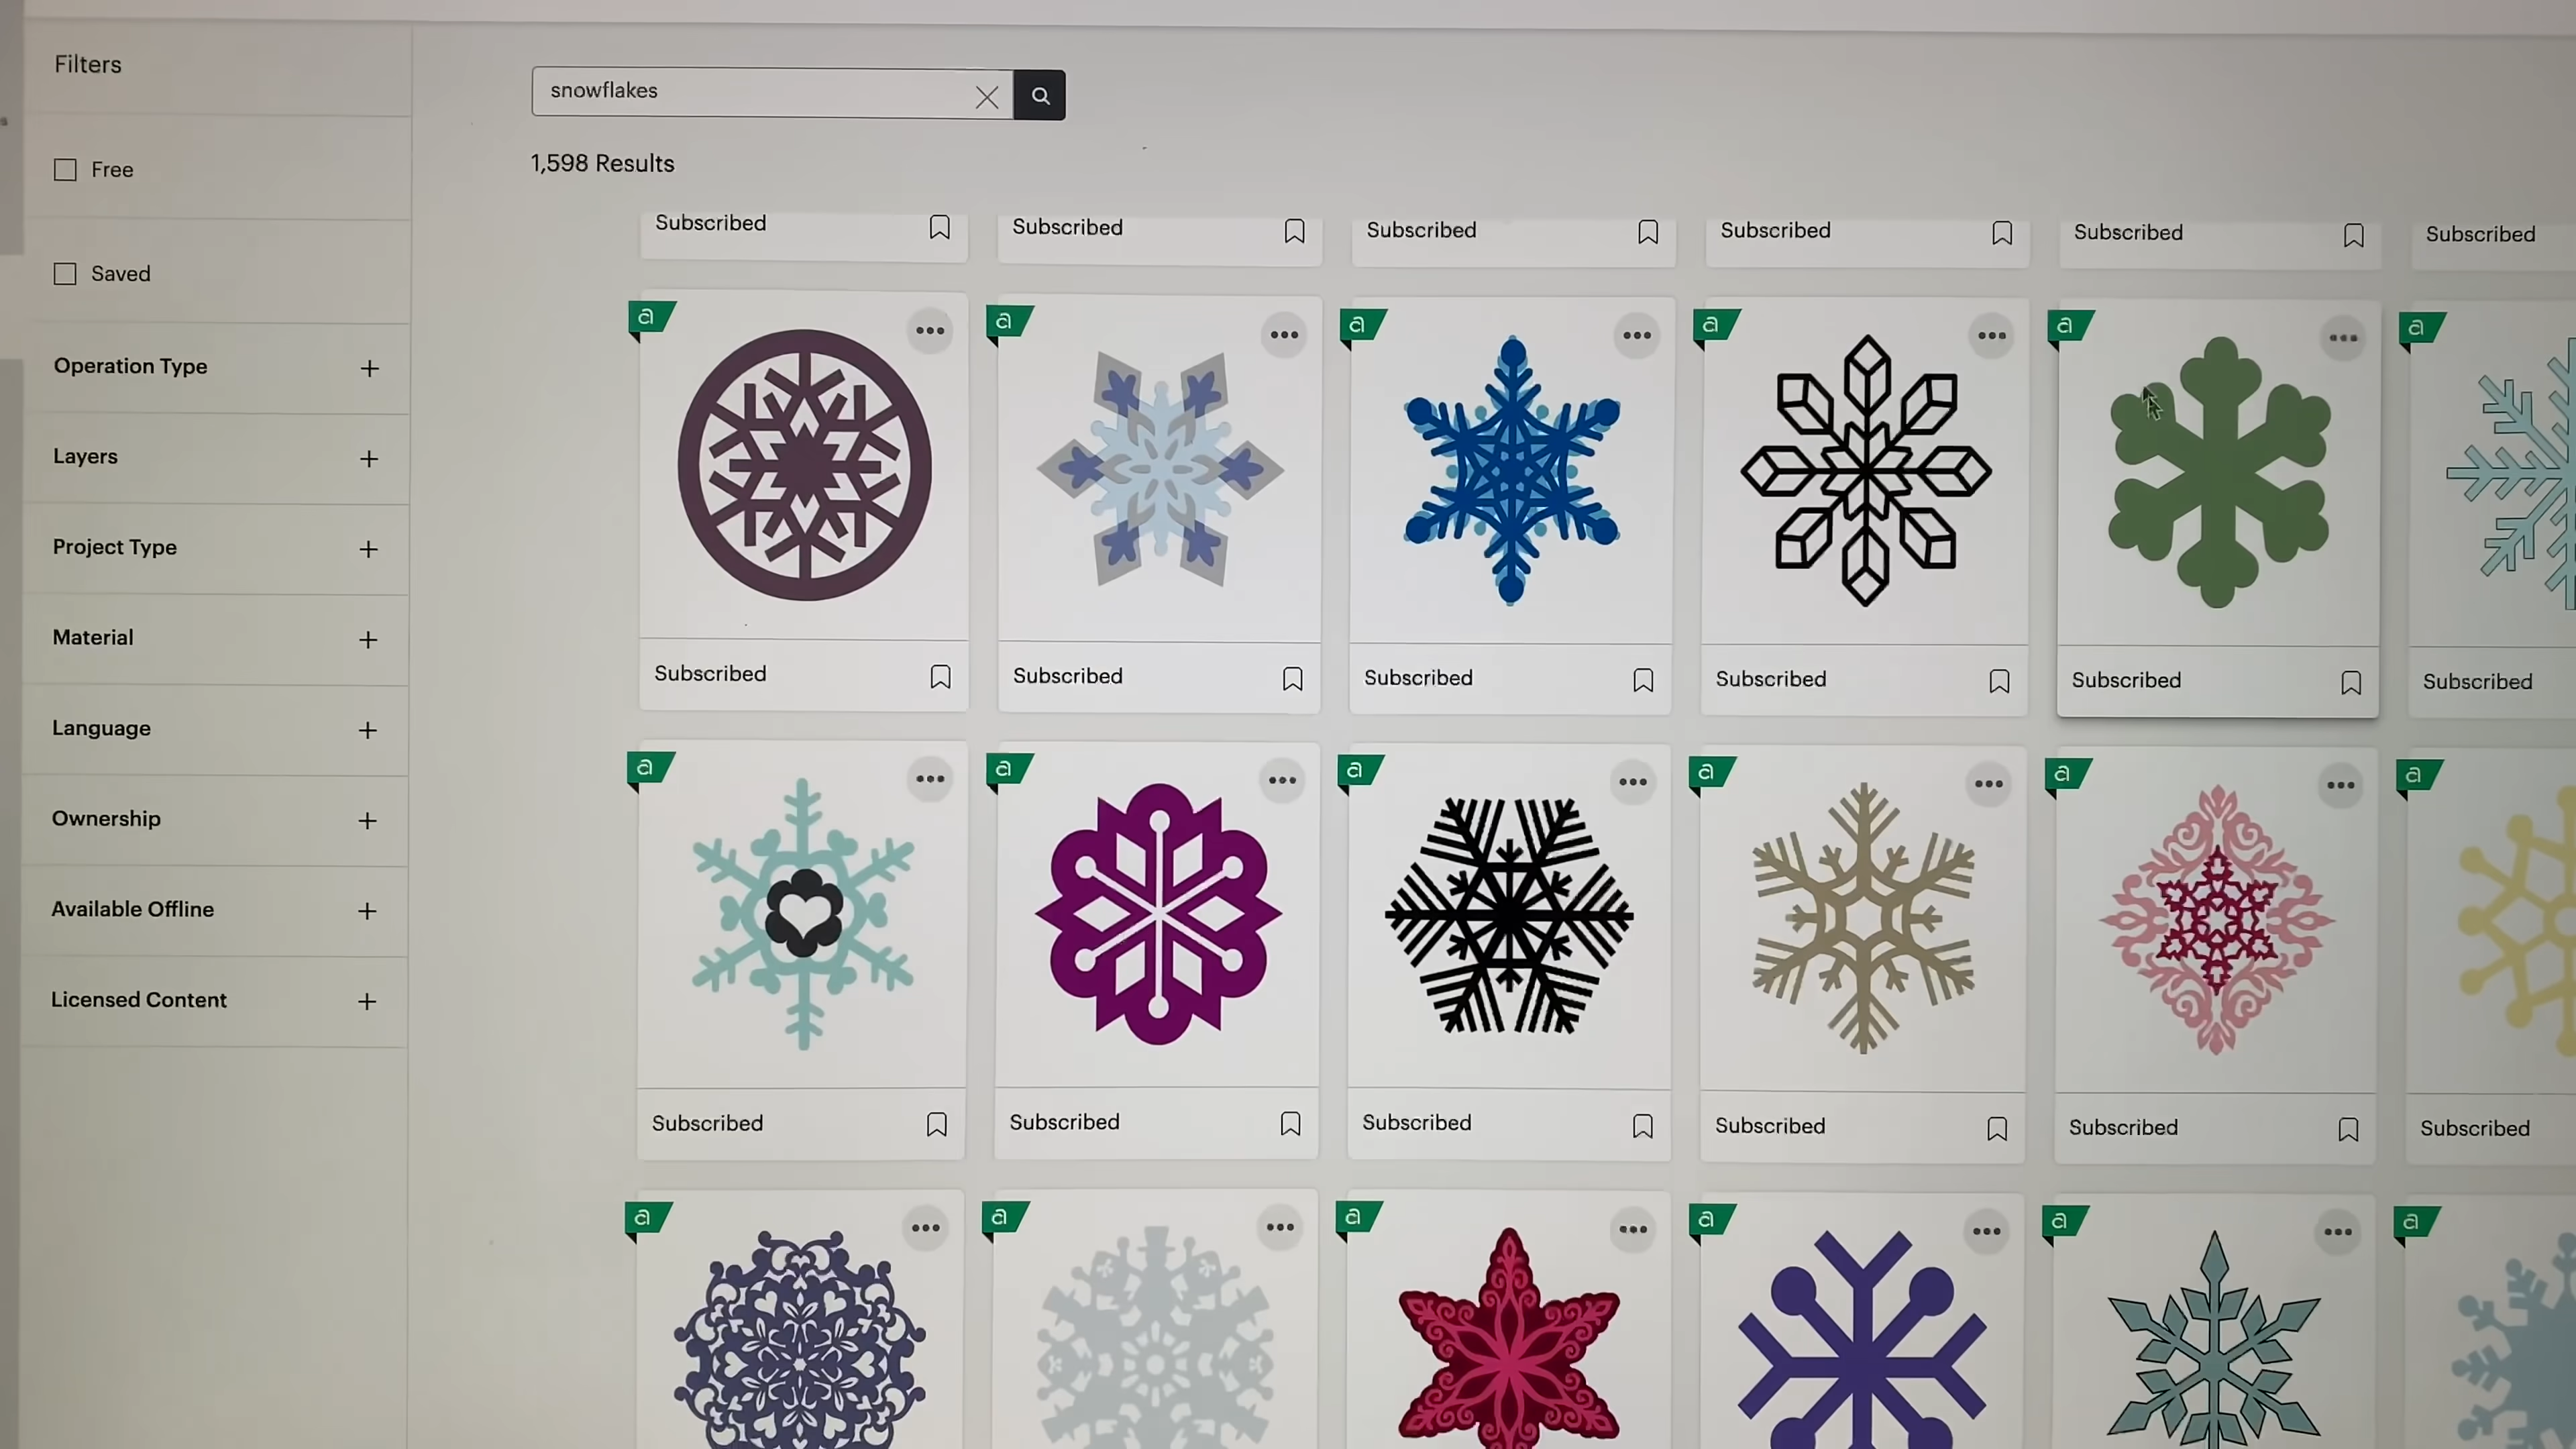 Filters
Free
Saved
Operation Type +
Layers +
Project Type +
Material +
Language +
Ownership +
Available Offline +
Licensed Content +
snowflakes
1,598 Results
Subscribed Subscribed Subscribed Subscribed Subscribed Subscribed
a a a a a a
Subscribed Subscribed Subscribed Subscribed Subscribed Subscribed
a a a a a a
Subscribed Subscribed Subscribed Subscribed Subscribed Subscribed
a a a a a a